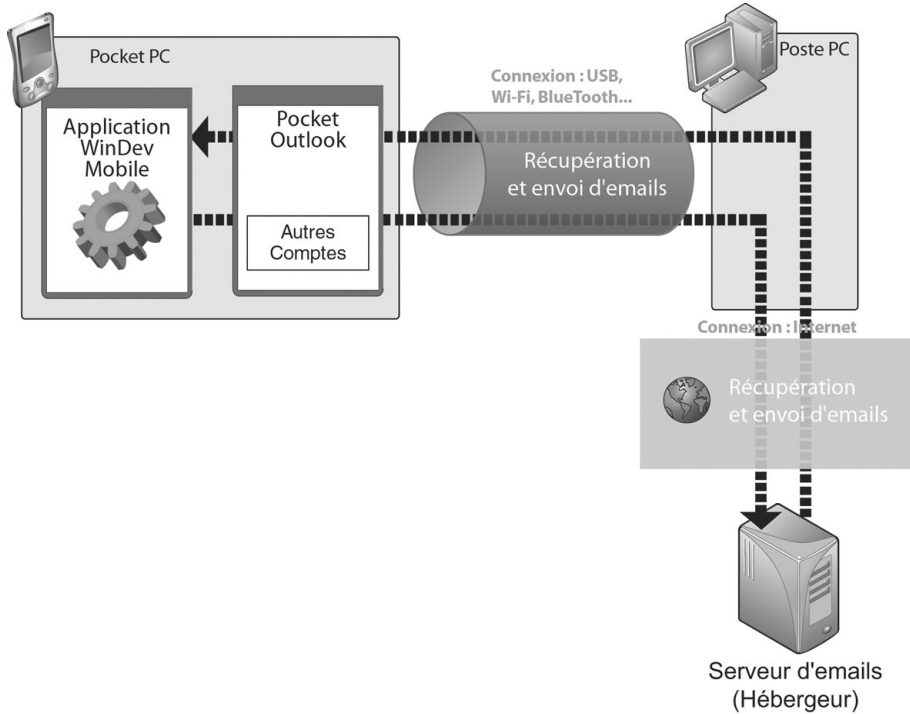 Pocket PC
Poste PC
Connexion : USB,
Wi-Fi, BlueTooth...
Application
WinDev
Mobile
Pocket
Outlook
Récupération
et envoi d'emails
Autres
Comptes
Connexion : Internet
Récupération
et envoi d'emails
Serveur d'emails
(Hébergeur)